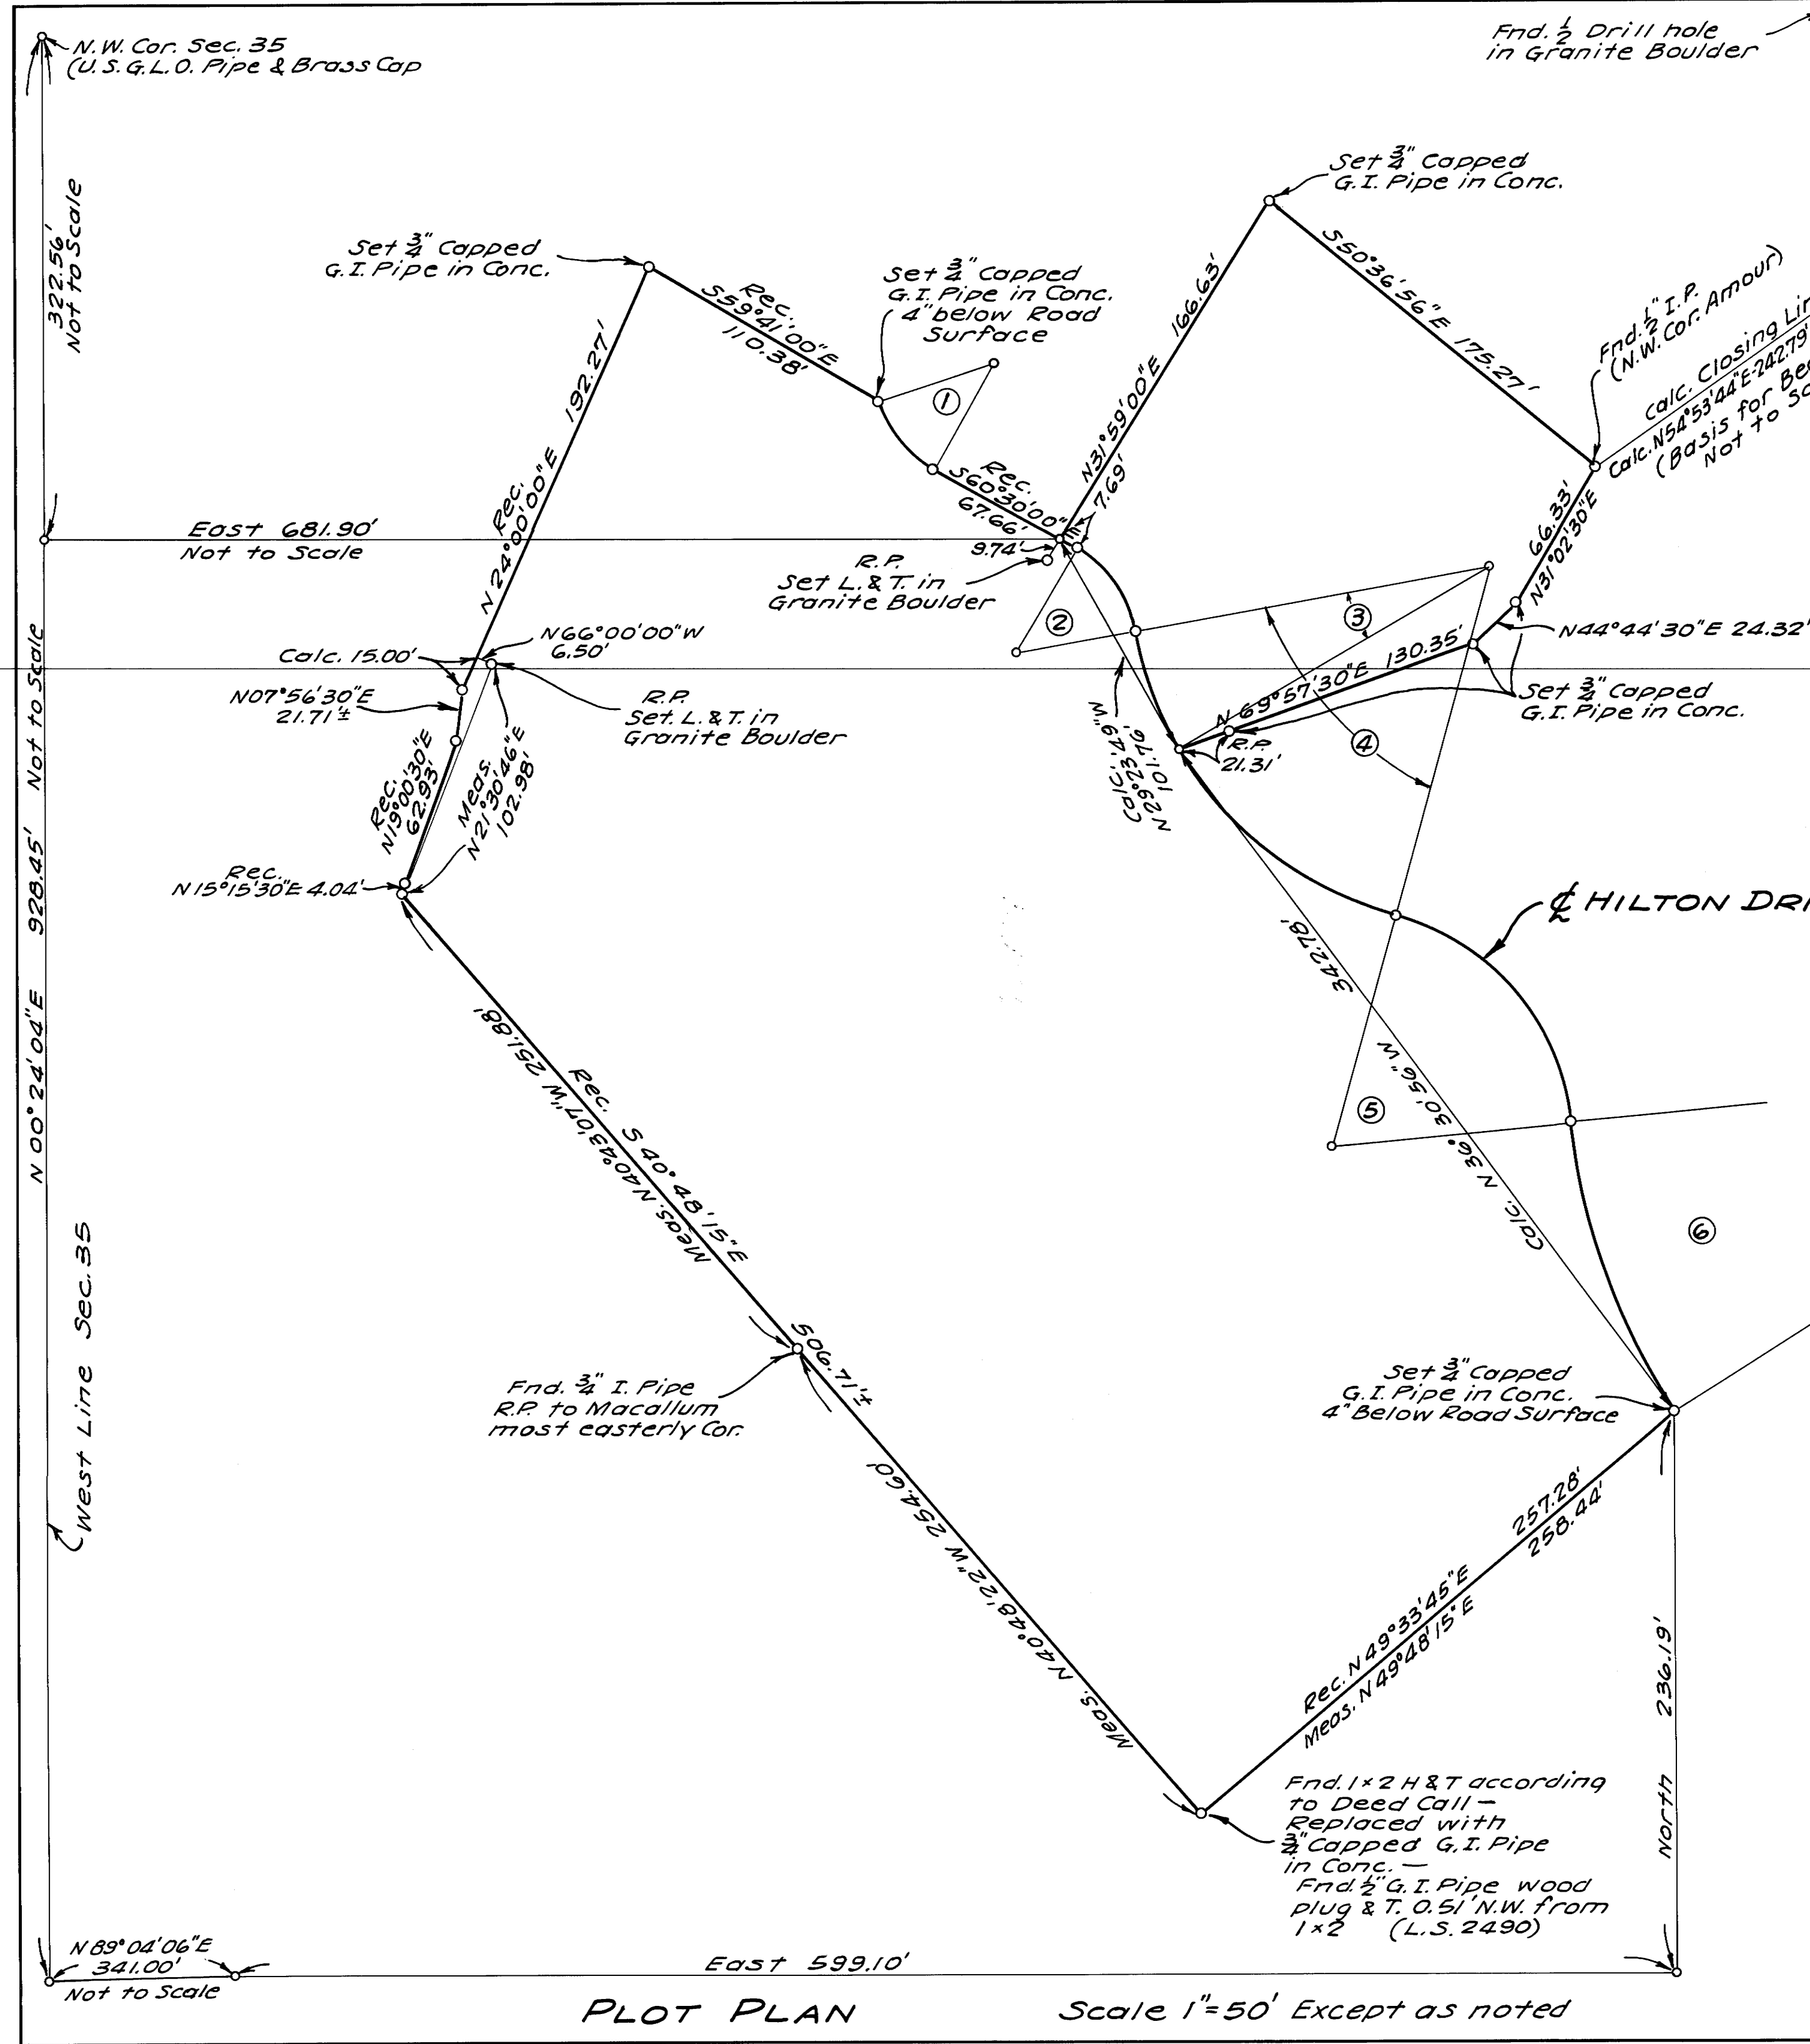 N.W. Cor. Sec. 35
(U.S.G.L.O. Pipe & Brass Cap
Fnd. ½ Drill hole
in Granite Boulder
322.56'
Not to Scale
Set ¾" Capped
G.I. Pipe in Conc.
Set ¾" Capped
G.I. Pipe in Conc.
Set ¾" Capped
G.I. Pipe in Conc.
4" below Road
Surface
Rec.
S59°41'00"E
110.38'
①
N31°59'00"E 166.63'
S50°36'56"E 175.27'
Fnd. ½" I.P.
(N.W. Cor. Amour)
Calc. Closing
Calc. N54°53'44"E-242.79'
(Basis for
Not to
Rec.
N 24°00'00"E 192.27'
Rec.
S60°30'00"E
67.66'
7.69'
9.74'
66.33'
N31°02'30"E
East 681.90'
Not to Scale
R.P.
Set L. & T. in
Granite Boulder
②
③
N44°44'30"E 24.32'
N66°00'00"W
6.50'
Calc. 15.00'
N07°56'30"E
21.71'±
R.P.
Set. L. & T. in
Granite Boulder
N 69°57'30"E 130.35'
R.P.
21.31'
Set ¾" Capped
G.I. Pipe in Conc.
④
Calc.
N29°23'49"W
101.76'
Rec.
N19°00'30"E
62.93'
Meas.
N21°30'46"E
102.98'
Rec.
N15°15'30"E 4.04'
℄ HILTON
N 00°24'04"E 928.45' Not to Scale
342.78'
Calc. N 36° 30' 56" W
⑤
⑥
Rec. S 40° 48' 15" E
Meas. N40°43'07"W 251.88'
506.71'±
Fnd. ¾" I. Pipe
R.P. to Macallum
most easterly Cor.
West Line Sec. 35
Set ¾" Capped
G.I. Pipe in Conc.
4" Below Road Surface
Meas. N40°48'22"W 254.60'
257.28'
258.44'
Rec. N49°33'45"E
Meas. N49°48'15"E
North 236.19'
Fnd. 1×2 H & T according
to Deed Call —
Replaced with
¾" Capped G.I. Pipe
in Conc. —
Fnd. ½" G.I. Pipe wood
plug & T. 0.51' N.W. from
1×2 (L.S. 2490)
N89°04'06"E
341.00'
Not to Scale
East 599.10'
PLOT PLAN Scale 1"=50' Except as noted